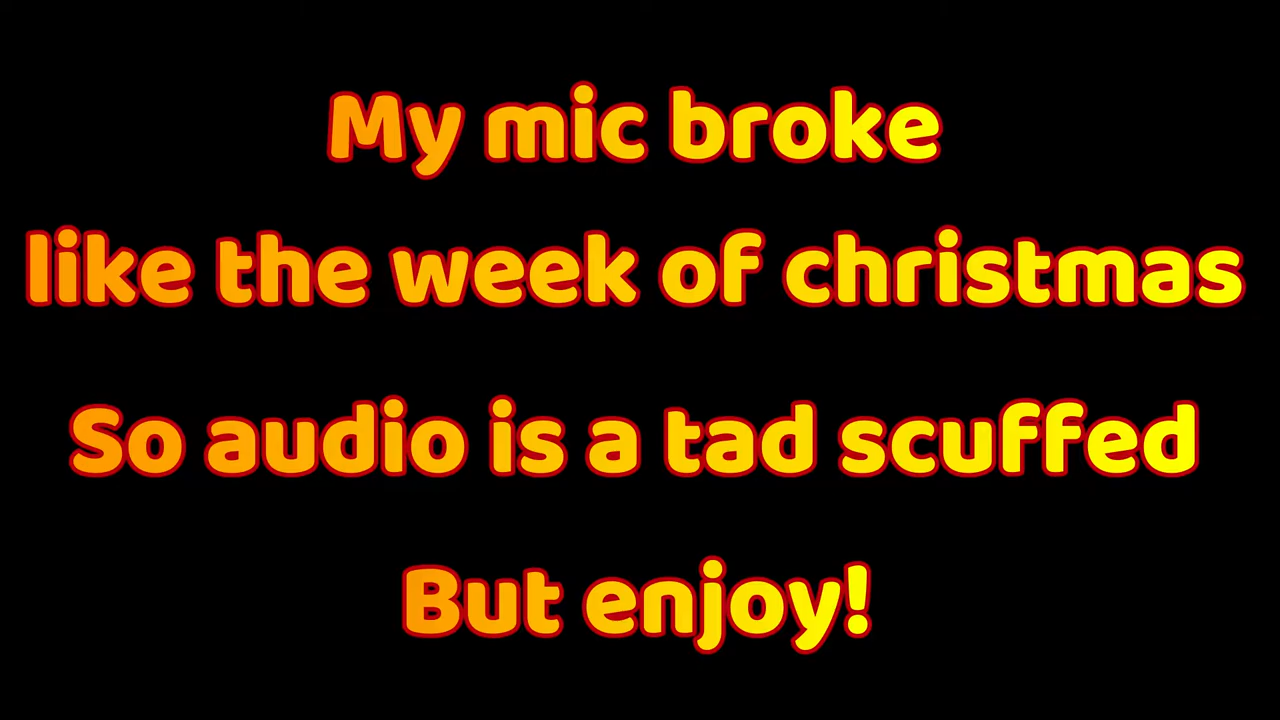 My mic broke
like the week of christmas
So audio is a tad scuffed
But enjoy!